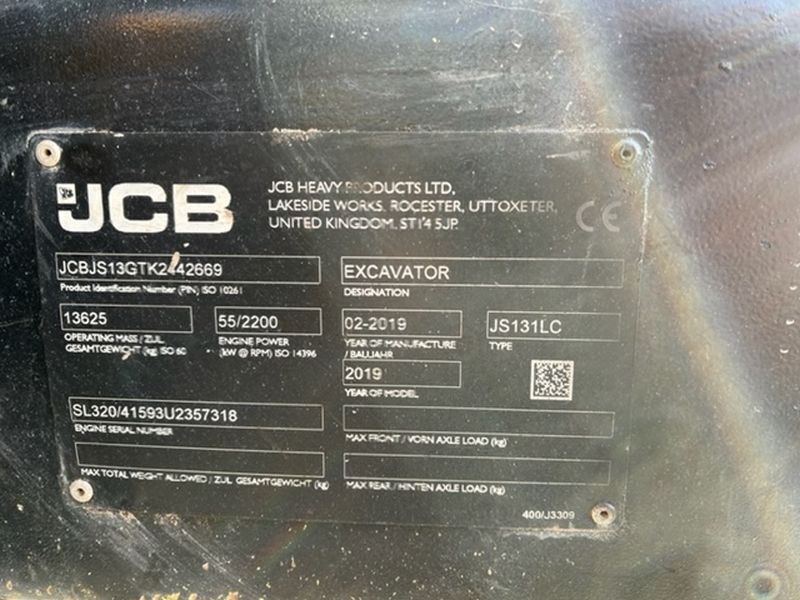 JCB
JCB HEAVY PRODUCTS LTD,
LAKESIDE WORKS, ROCESTER, UTTOXETER,
UNITED KINGDOM. ST14 5JP.
CE
JCBJS13GTK2442669
Product Identification Number (PIN) ISO 10261
EXCAVATOR
DESIGNATION
13625
OPERATING MASS / ZUL.
GESAMTGEWICHT (kg) ISO 60
55/2200
ENGINE POWER
(kW @ RPM) ISO 14396
02-2019
YEAR OF MANUFACTURE
/ BAUJAHR
JS131LC
TYPE
2019
YEAR OF MODEL
SL320/41593U2357318
ENGINE SERIAL NUMBER
MAX FRONT / VORN AXLE LOAD (kg)
MAX TOTAL WEIGHT ALLOWED / ZUL. GESAMTGEWICHT (kg)
MAX REAR / HINTEN AXLE LOAD (kg)
400/J3309